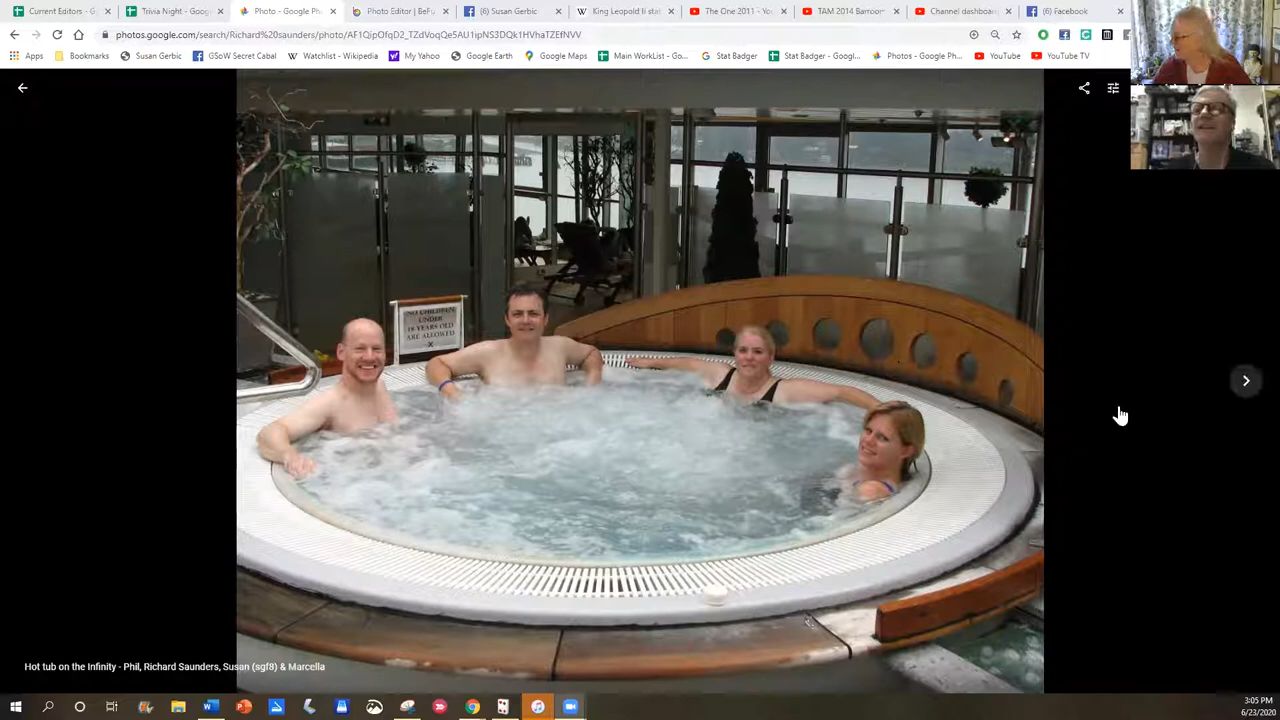 Current Editors - G
Trivia Night - Goog
Photo - Google Ph
Photo Editor | BeFu
(6) Susan Gerbic
King Leopold II stat
The One 2011 - Yo
TAM 2014 Barroom
Channel dashboard
(6) Facebook
photos.google.com/search/Richard%20saunders/photo/AF1QipOfqD2_TZdVoqQe5AU1ipNS3DQk1HVhaTZEfNVV
Apps
Bookmarks
Susan Gerbic
GSoW Secret Cabal
Watchlist - Wikipedia
My Yahoo
Google Earth
Google Maps
Main WorkList - Go...
Stat Badger
Stat Badger - Googl...
Photos - Google Ph...
YouTube
YouTube TV
NO CHILDREN
UNDER
16 YEARS OLD
ARE ALLOWED
Hot tub on the Infinity - Phil, Richard Saunders, Susan (sgf8) & Marcella
3:05 PM
6/23/2020